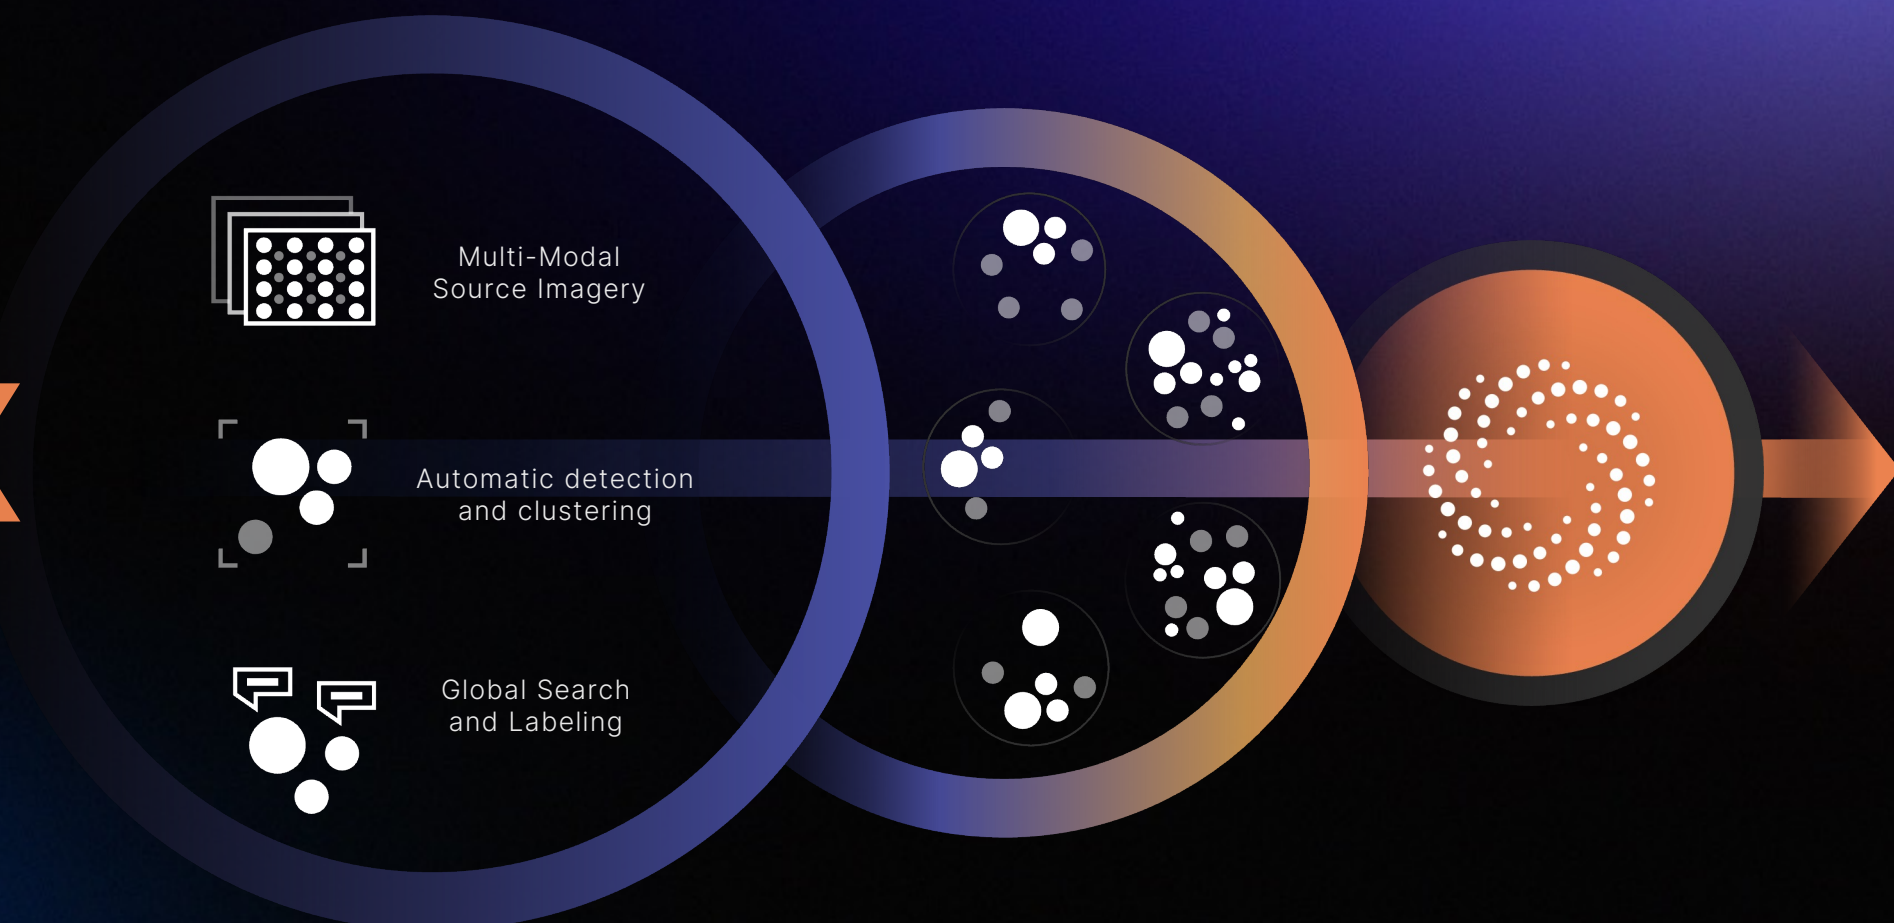 Multi-Modal
Source Imagery
Automatic detection
and clustering
Global Search
and Labeling